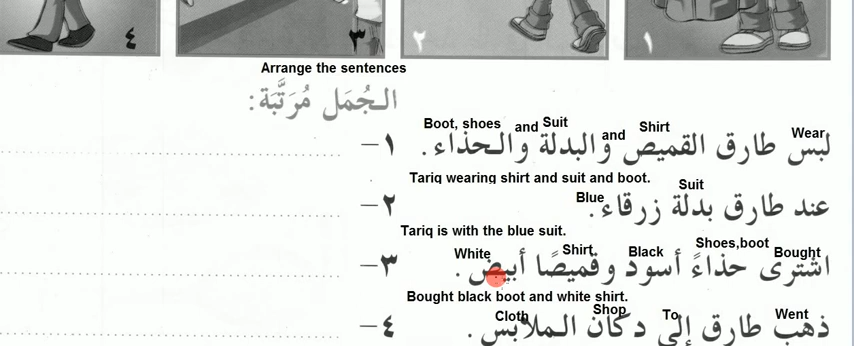 ٤ ٣ ٢ ١
Arrange the sentences
الـجُمَل مُرَتَّبَة:
Boot, shoes and Suit and Shirt Wear
لبس طارق القميص والبدلة والـحذاء. ١-
Tariq wearing shirt and suit and boot.
Suit Blue
عند طارق بدلة زرقاء. ٢-
Tariq is with the blue suit.
White Shirt Black Shoes,boot Bought
اشترى حذاءً أسود وقميصًا أبيض. ٣-
Bought black boot and white shirt.
Cloth Shop To Went
ذهب طارق إلى دكان الـملابس. ٤-